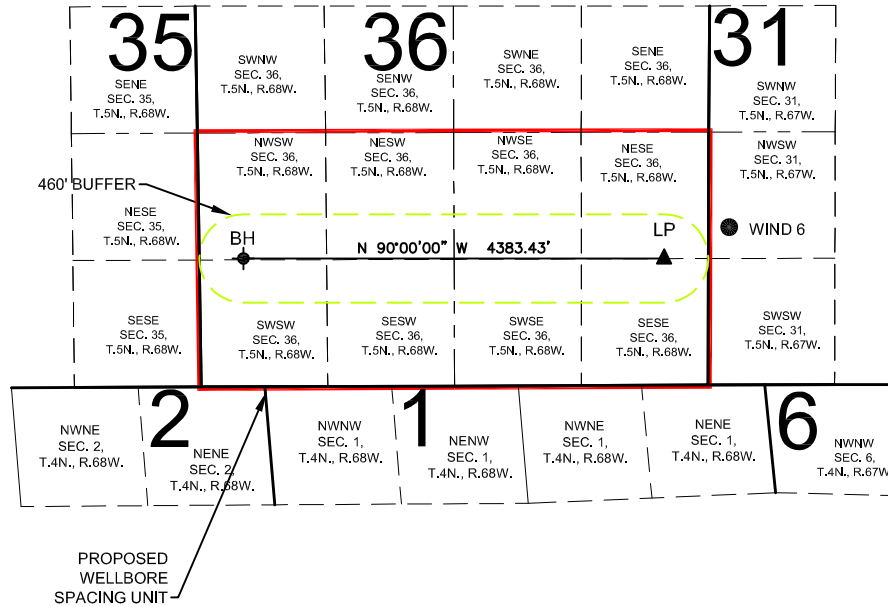 35
36
31
SENE
SEC. 35,
T.5N., R.68W.
SWNW
SEC. 36,
T.5N., R.68W.
SENW
SEC. 36,
T.5N., R.68W.
SWNE
SEC. 36,
T.5N., R.68W.
SENE
SEC. 36,
T.5N., R.68W.
SWNW
SEC. 31,
T.5N., R.67W.
NWSW
SEC. 36,
T.5N., R.68W.
NESW
SEC. 36,
T.5N., R.68W.
NWSE
SEC. 36,
T.5N., R.68W.
NESE
SEC. 36,
T.5N., R.68W.
NWSW
SEC. 31,
T.5N., R.67W.
460' BUFFER
NESE
SEC. 35,
T.5N., R.68W.
BH
N 90°00'00" W 4383.43'
LP
WIND 6
SESE
SEC. 35,
T.5N., R.68W.
SWSW
SEC. 36,
T.5N., R.68W.
SESW
SEC. 36,
T.5N., R.68W.
SWSE
SEC. 36,
T.5N., R.68W.
SESE
SEC. 36,
T.5N., R.68W.
SWSW
SEC. 31,
T.5N., R.67W.
2
1
6
NWNE
SEC. 2,
T.4N., R.68W.
NENE
SEC. 2,
T.4N., R.68W.
NWNW
SEC. 1,
T.4N., R.68W.
NENW
SEC. 1,
T.4N., R.68W.
NWNE
SEC. 1,
T.4N., R.68W.
NENE
SEC. 1,
T.4N., R.68W.
NWNW
SEC. 6,
T.4N., R.67W
PROPOSED
WELLBORE
SPACING UNIT